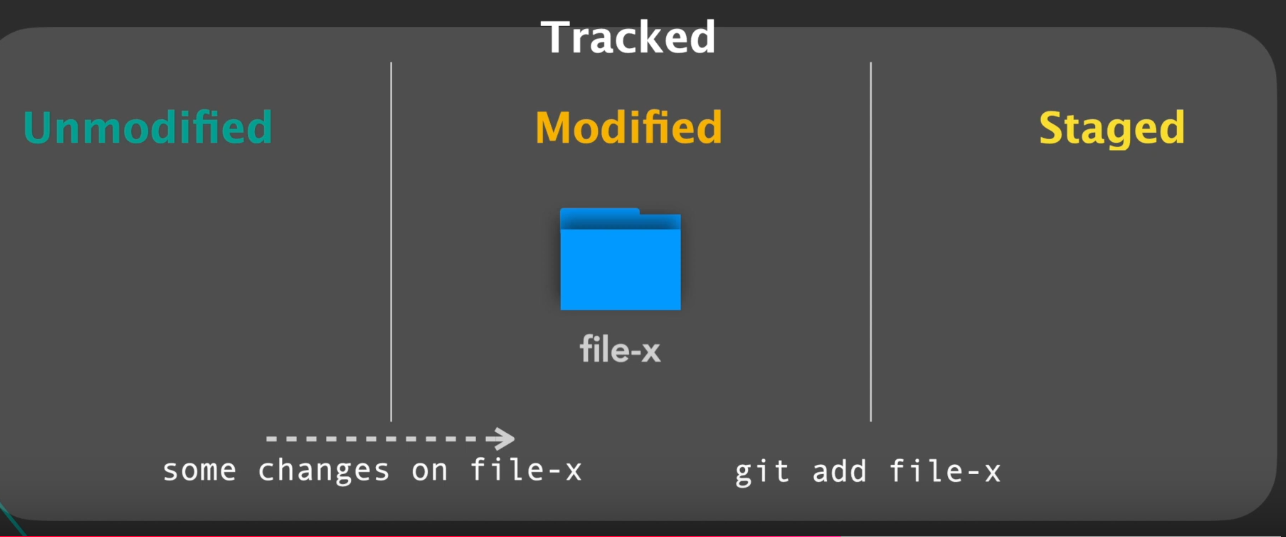 Tracked
Unmodified
Modified
Staged
file-x
some changes on file-x
git add file-x